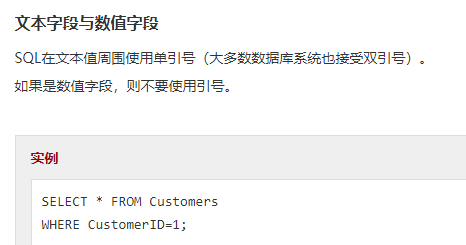 文本字段与数值字段
SQL在文本值周围使用单引号（大多数数据库系统也接受双引号）。
如果是数值字段，则不要使用引号。
实例
SELECT * FROM Customers
WHERE CustomerID=1;